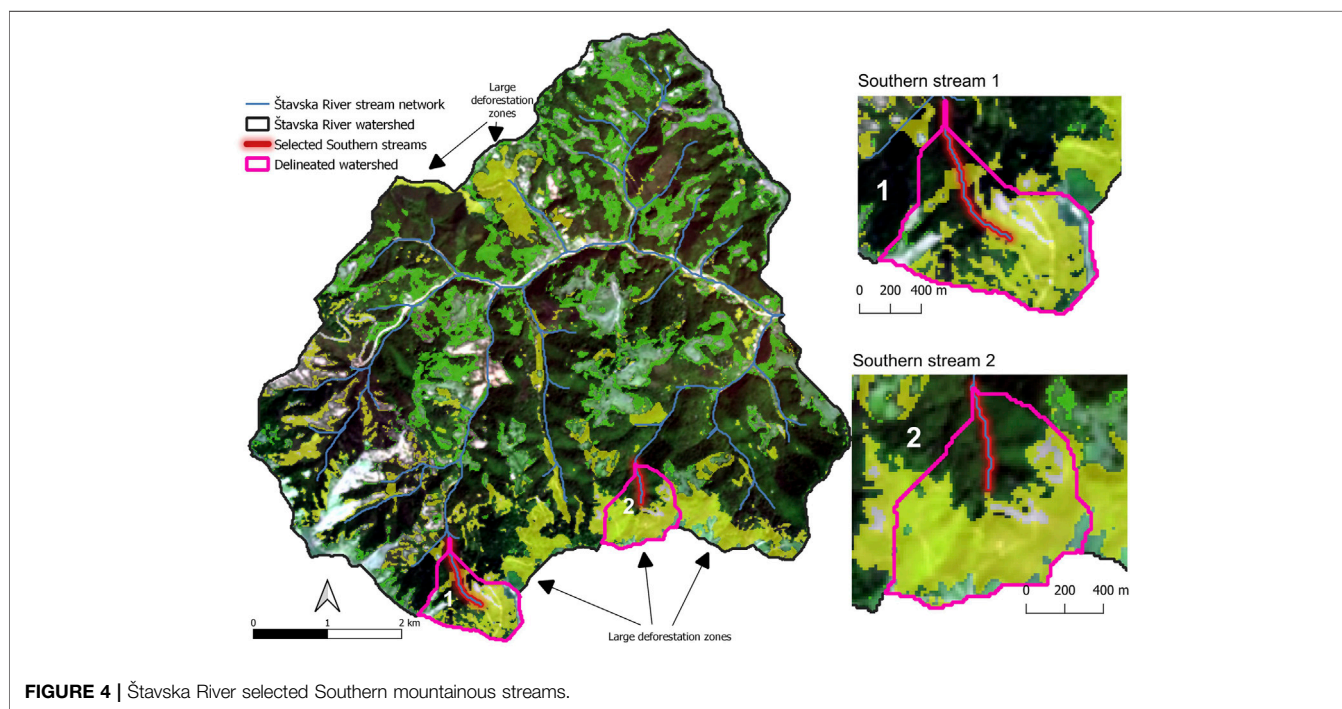 Štavska River stream network
Štavska River watershed
Selected Southern streams
Delineated watershed
Large
deforestation
zones
1
2
0 1 2 km
Large deforestation zones
Southern stream 1
1
0 200 400 m
Southern stream 2
2
0 200 400 m
FIGURE 4 | Štavska River selected Southern mountainous streams.